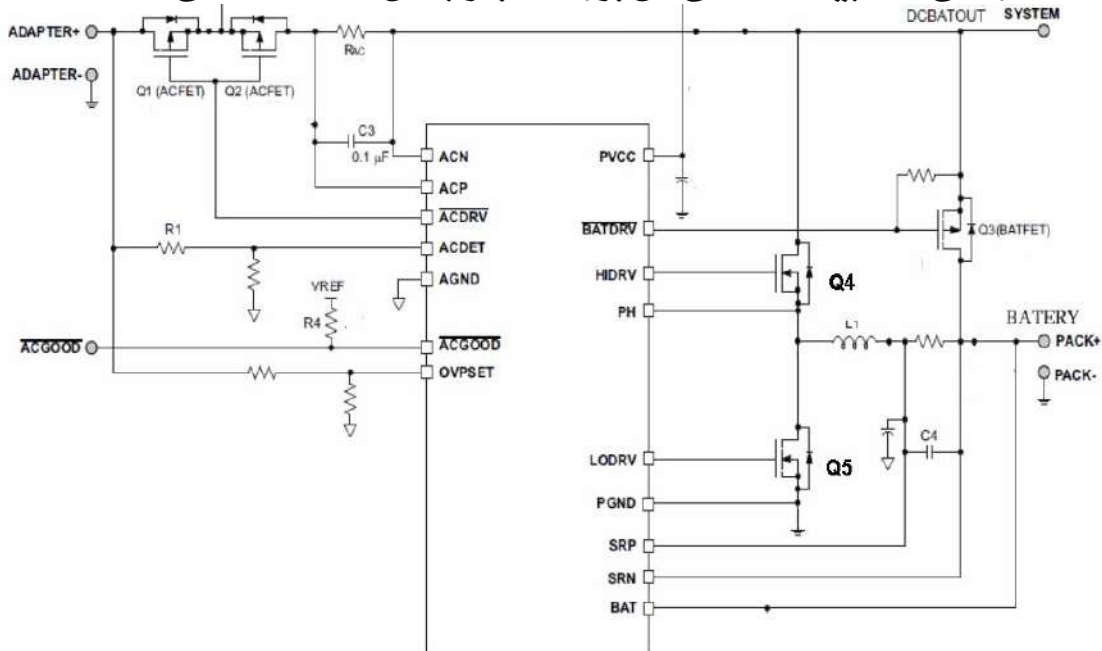 DCBATOUT SYSTEM
ADAPTER+
RAC
ADAPTER-
Q1 (ACFET) Q2 (ACFET)
C3
0.1 µF
ACN
PVCC
ACP
ACDRV
BATDRV
Q3(BATFET)
R1
ACDET
HIDRV
Q4
AGND
VREF
PH
R4
L1
BATERY
ACGOOD
ACGOOD
PACK+
OVPSET
PACK-
C4
LODRV
Q5
PGND
SRP
SRN
BAT